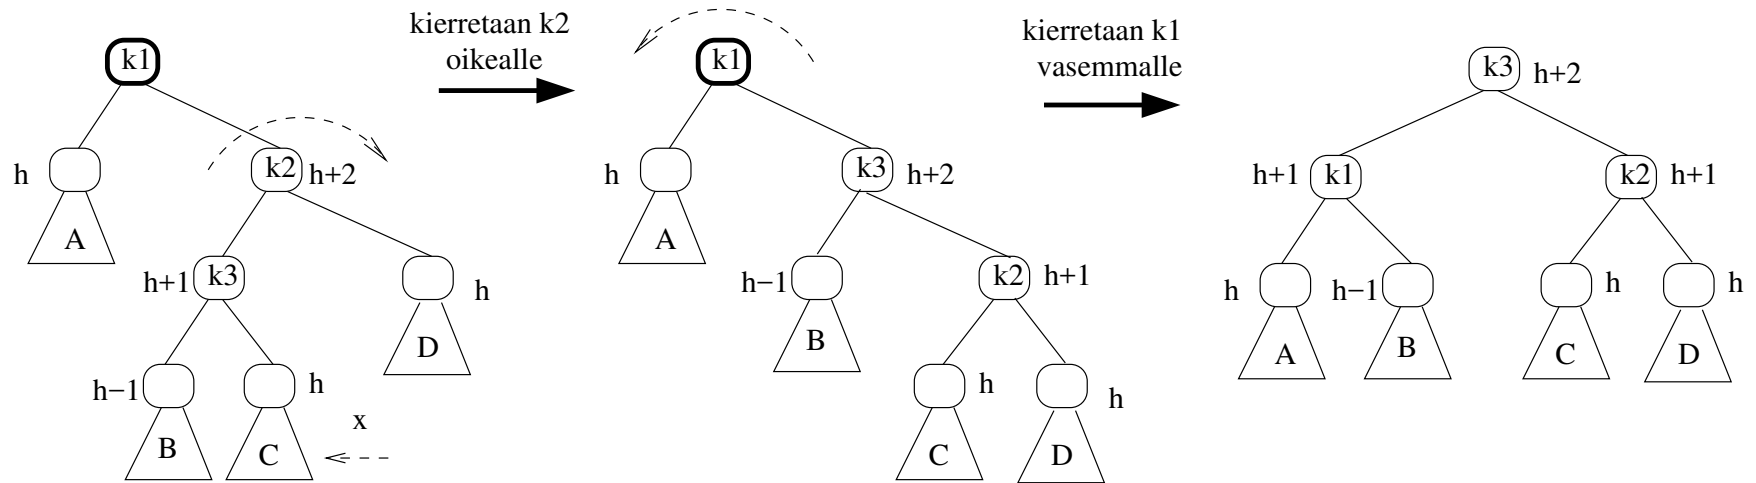 kierretaan k2
oikealle
kierretaan k1
vasemmalle
k1
h
k2
h+2
A
h+1
k3
h
D
h−1
h
B
C
x
k1
h
k3
h+2
A
h−1
k2
h+1
B
h
h
C
D
k3
h+2
h+1
k1
k2
h+1
h
h−1
h
h
A
B
C
D